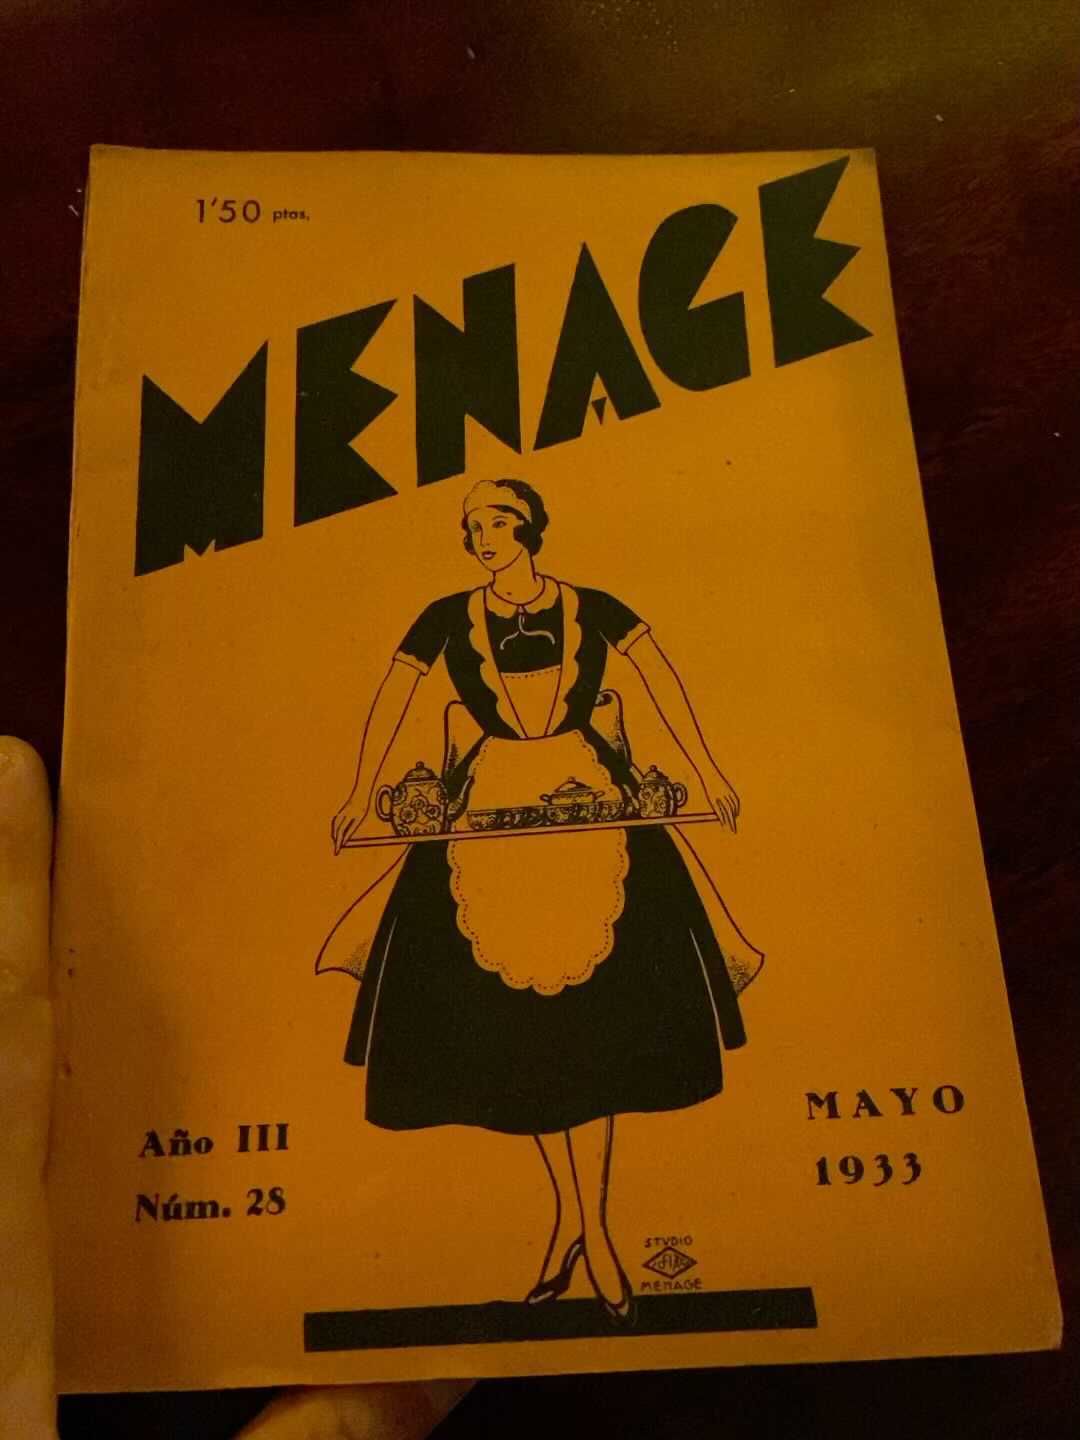 1'50 ptas.
MENAGE
Año III
Núm. 28
MAYO
1933
STVDIO
MENAGE